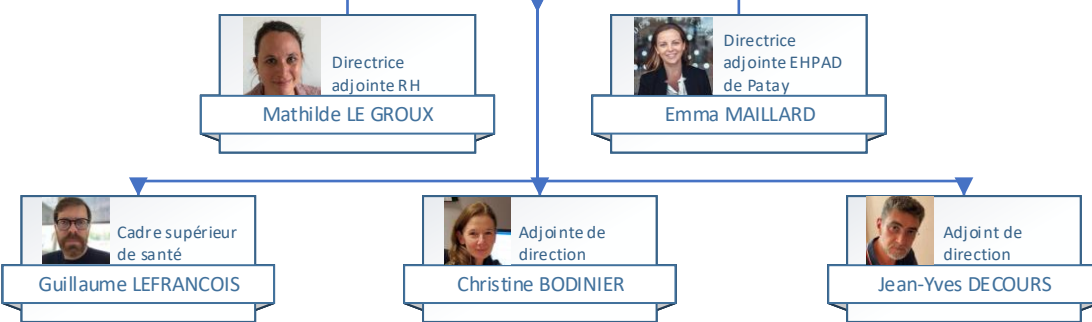 Directrice
adjointe RH
Mathilde LE GROUX
Directrice
adjointe EHPAD
de Patay
Emma MAILLARD
Cadre supérieur
de santé
Guillaume LEFRANCOIS
Adjointe de
direction
Christine BODINIER
Adjoint de
direction
Jean-Yves DECOURS